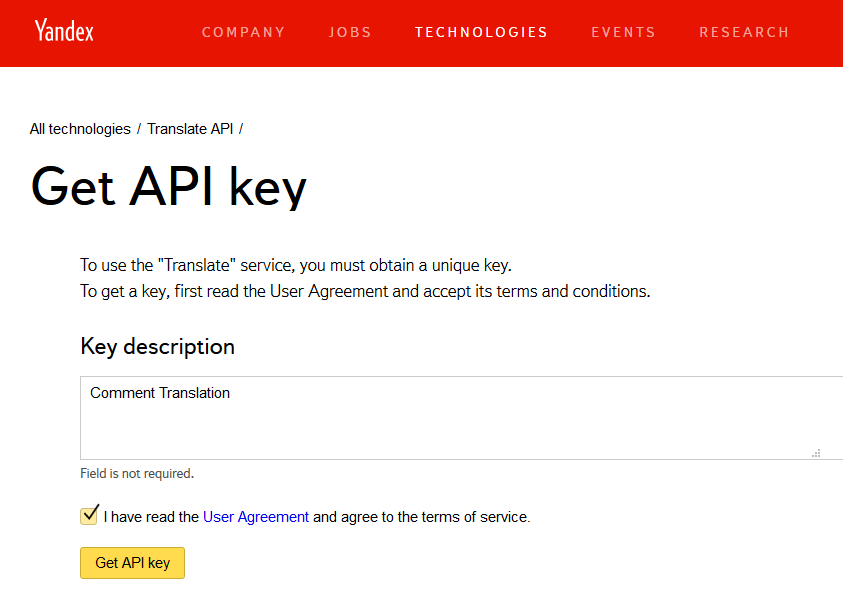 Yandex COMPANY JOBS TECHNOLOGIES EVENTS RESEARCH
All technologies / Translate API /
Get API key
To use the "Translate" service, you must obtain a unique key.
To get a key, first read the User Agreement and accept its terms and conditions.
Key description
Comment Translation
Field is not required.
I have read the User Agreement and agree to the terms of service.
Get API key